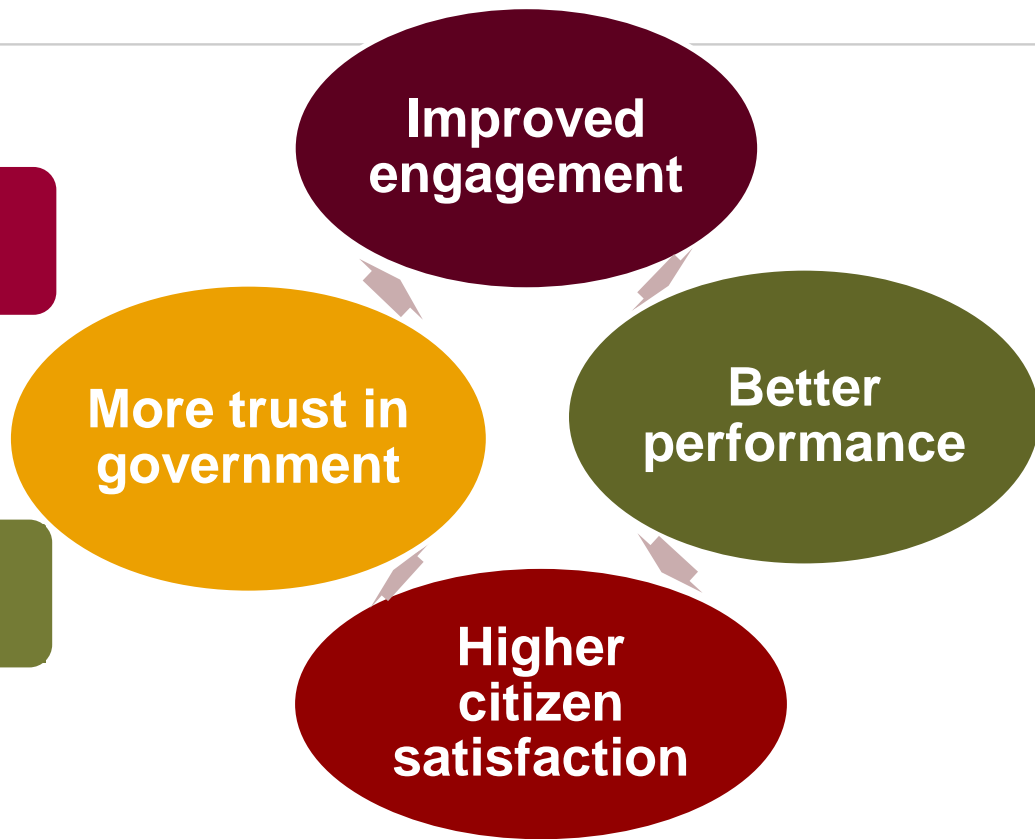 Improved
engagement
Better
performance
More trust in
government
Higher
citizen
satisfaction